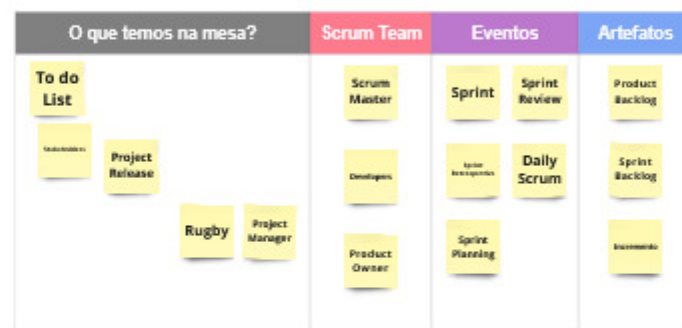 O que temos na mesa?
Scrum Team
Eventos
Artefatos
To do
List
Stakeholders
Project
Release
Rugby
Project
Manager
Scrum
Master
Developers
Product
Owner
Sprint
Sprint
Review
Sprint
Retrospective
Daily
Scrum
Sprint
Planning
Product
Backlog
Sprint
Backlog
Incremento